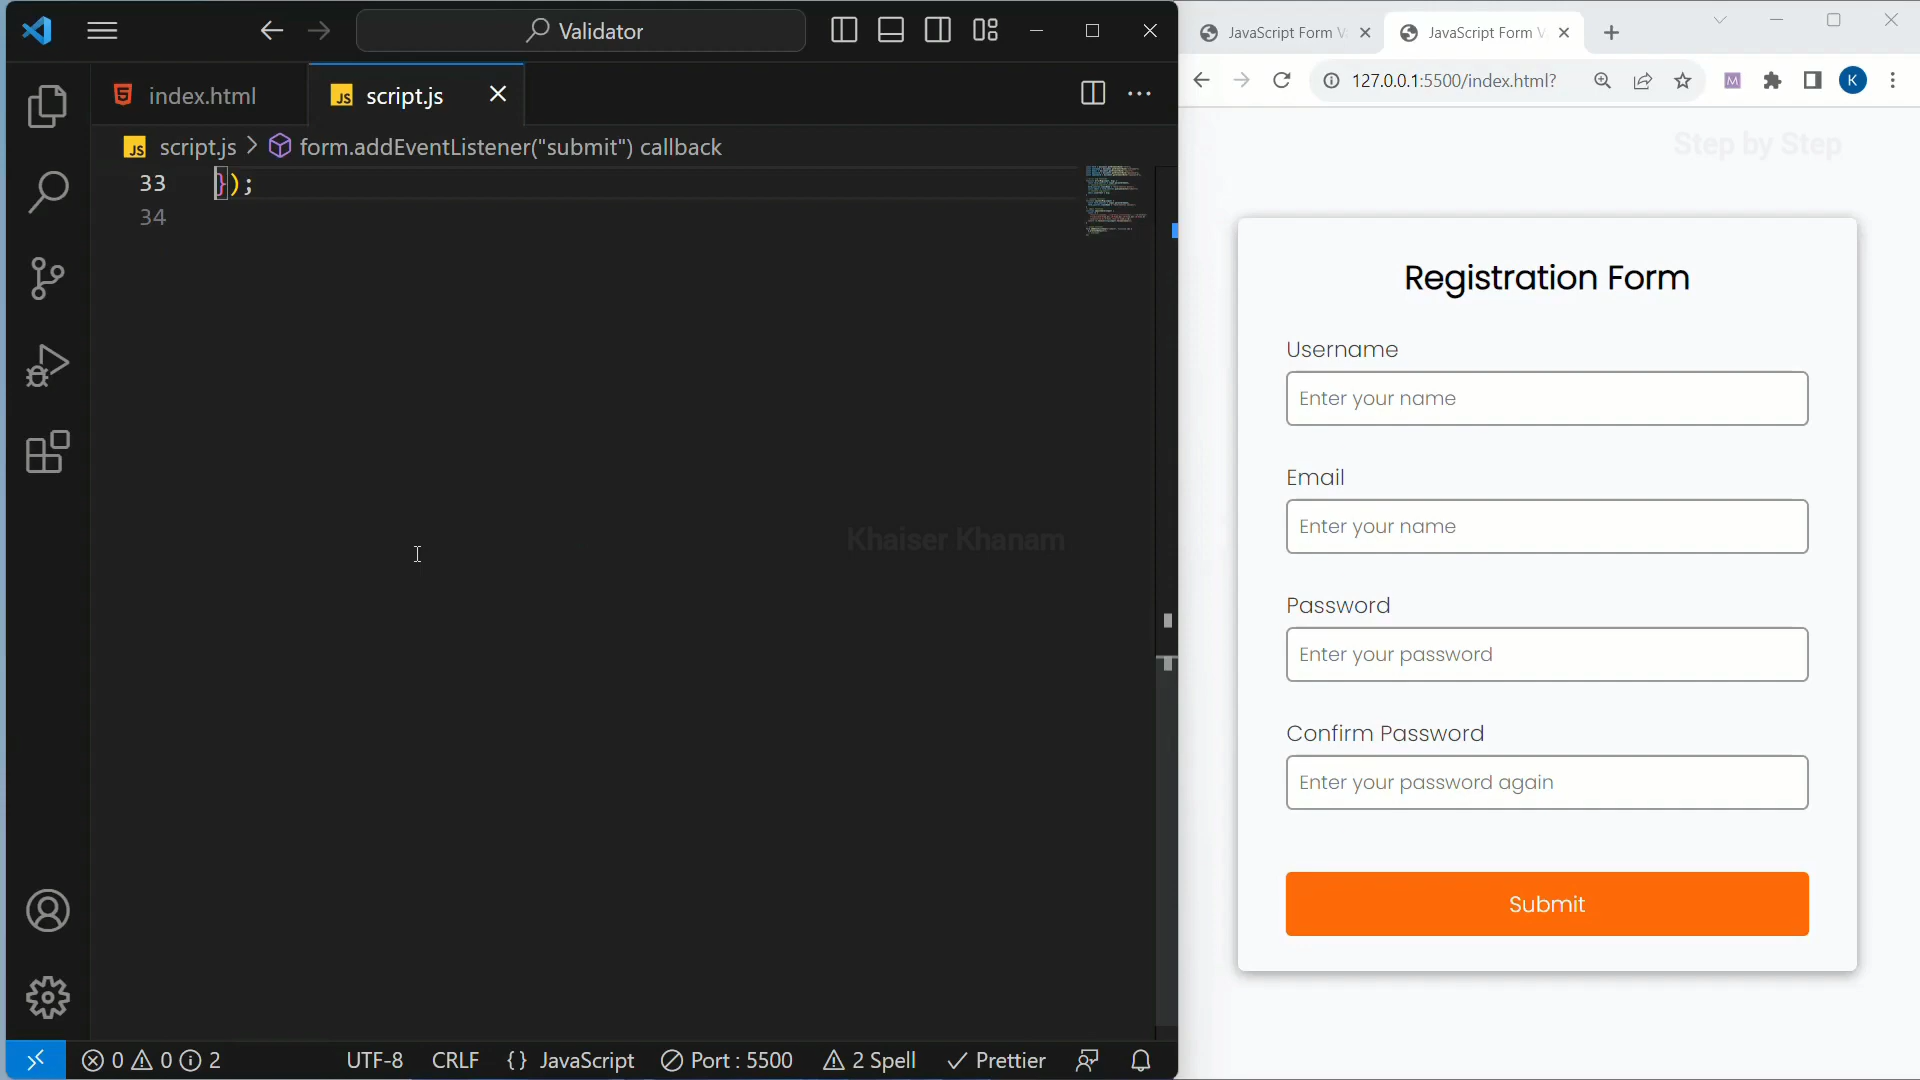 Validator
index.html
script.js
script.js > form.addEventListener("submit") callback
33 });
34
Khaiser Khanam
0 0 2
UTF-8 CRLF {} JavaScript Port : 5500 2 Spell Prettier
JavaScript Form V
JavaScript Form V
127.0.0.1:5500/index.html?
M
K
Step by Step
Registration Form
Username
Enter your name
Email
Enter your name
Password
Enter your password
Confirm Password
Enter your password again
Submit